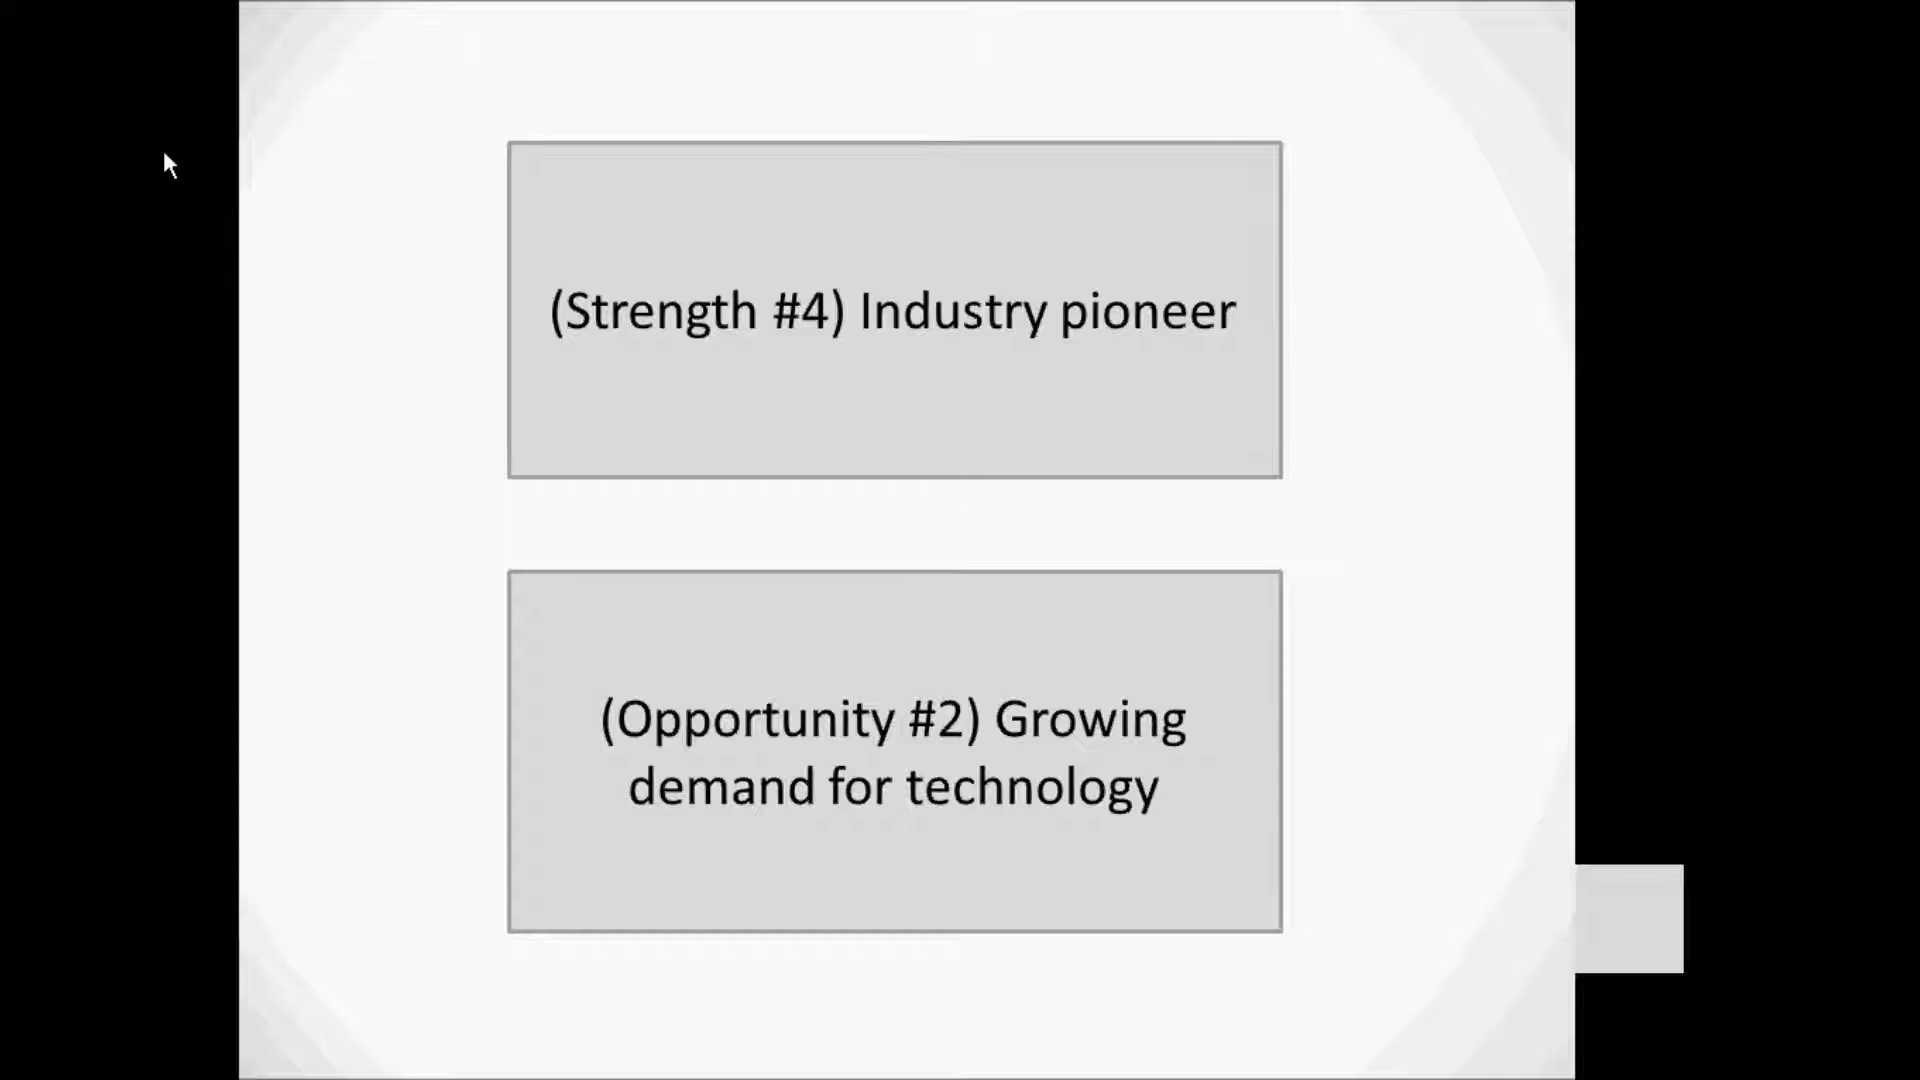 (Strength #4) Industry pioneer
(Opportunity #2) Growing
demand for technology